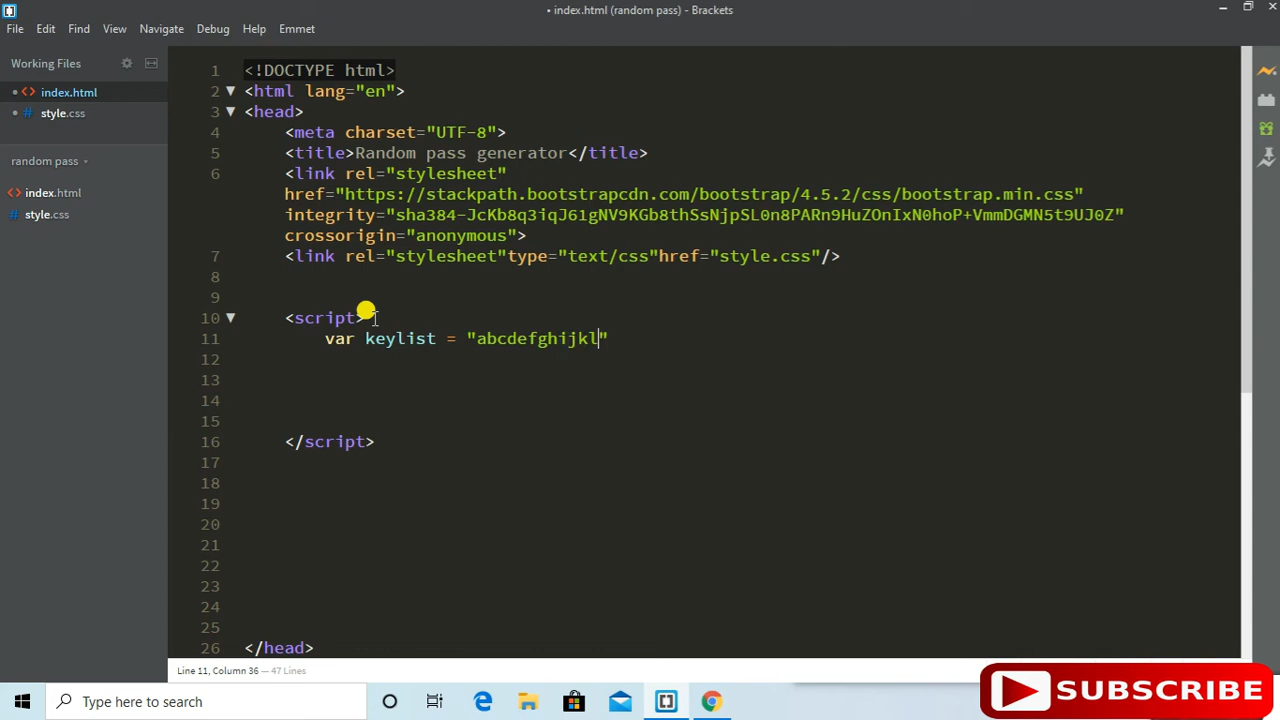 • index.html (random pass) - Brackets
File Edit Find View Navigate Debug Help Emmet
Working Files
• <> index.html
• # style.css
random pass
<> index.html
# style.css
1 <!DOCTYPE html>
2 <html lang="en">
3 <head>
4 <meta charset="UTF-8">
5 <title>Random pass generator</title>
6 <link rel="stylesheet"
href="https://stackpath.bootstrapcdn.com/bootstrap/4.5.2/css/bootstrap.min.css"
integrity="sha384-JcKb8q3iqJ61gNV9KGb8thSsNjpSL0n8PARn9HuZOnIxN0hoP+VmmDGMN5t9UJ0Z"
crossorigin="anonymous">
7 <link rel="stylesheet"type="text/css"href="style.css"/>
8
9
10 <script>
11 var keylist = "abcdefghijkl"
12
13
14
15
16 </script>
17
18
19
20
21
22
23
24
25
26 </head>
Line 11, Column 36 — 47 Lines
Type here to search
SUBSCRIBE